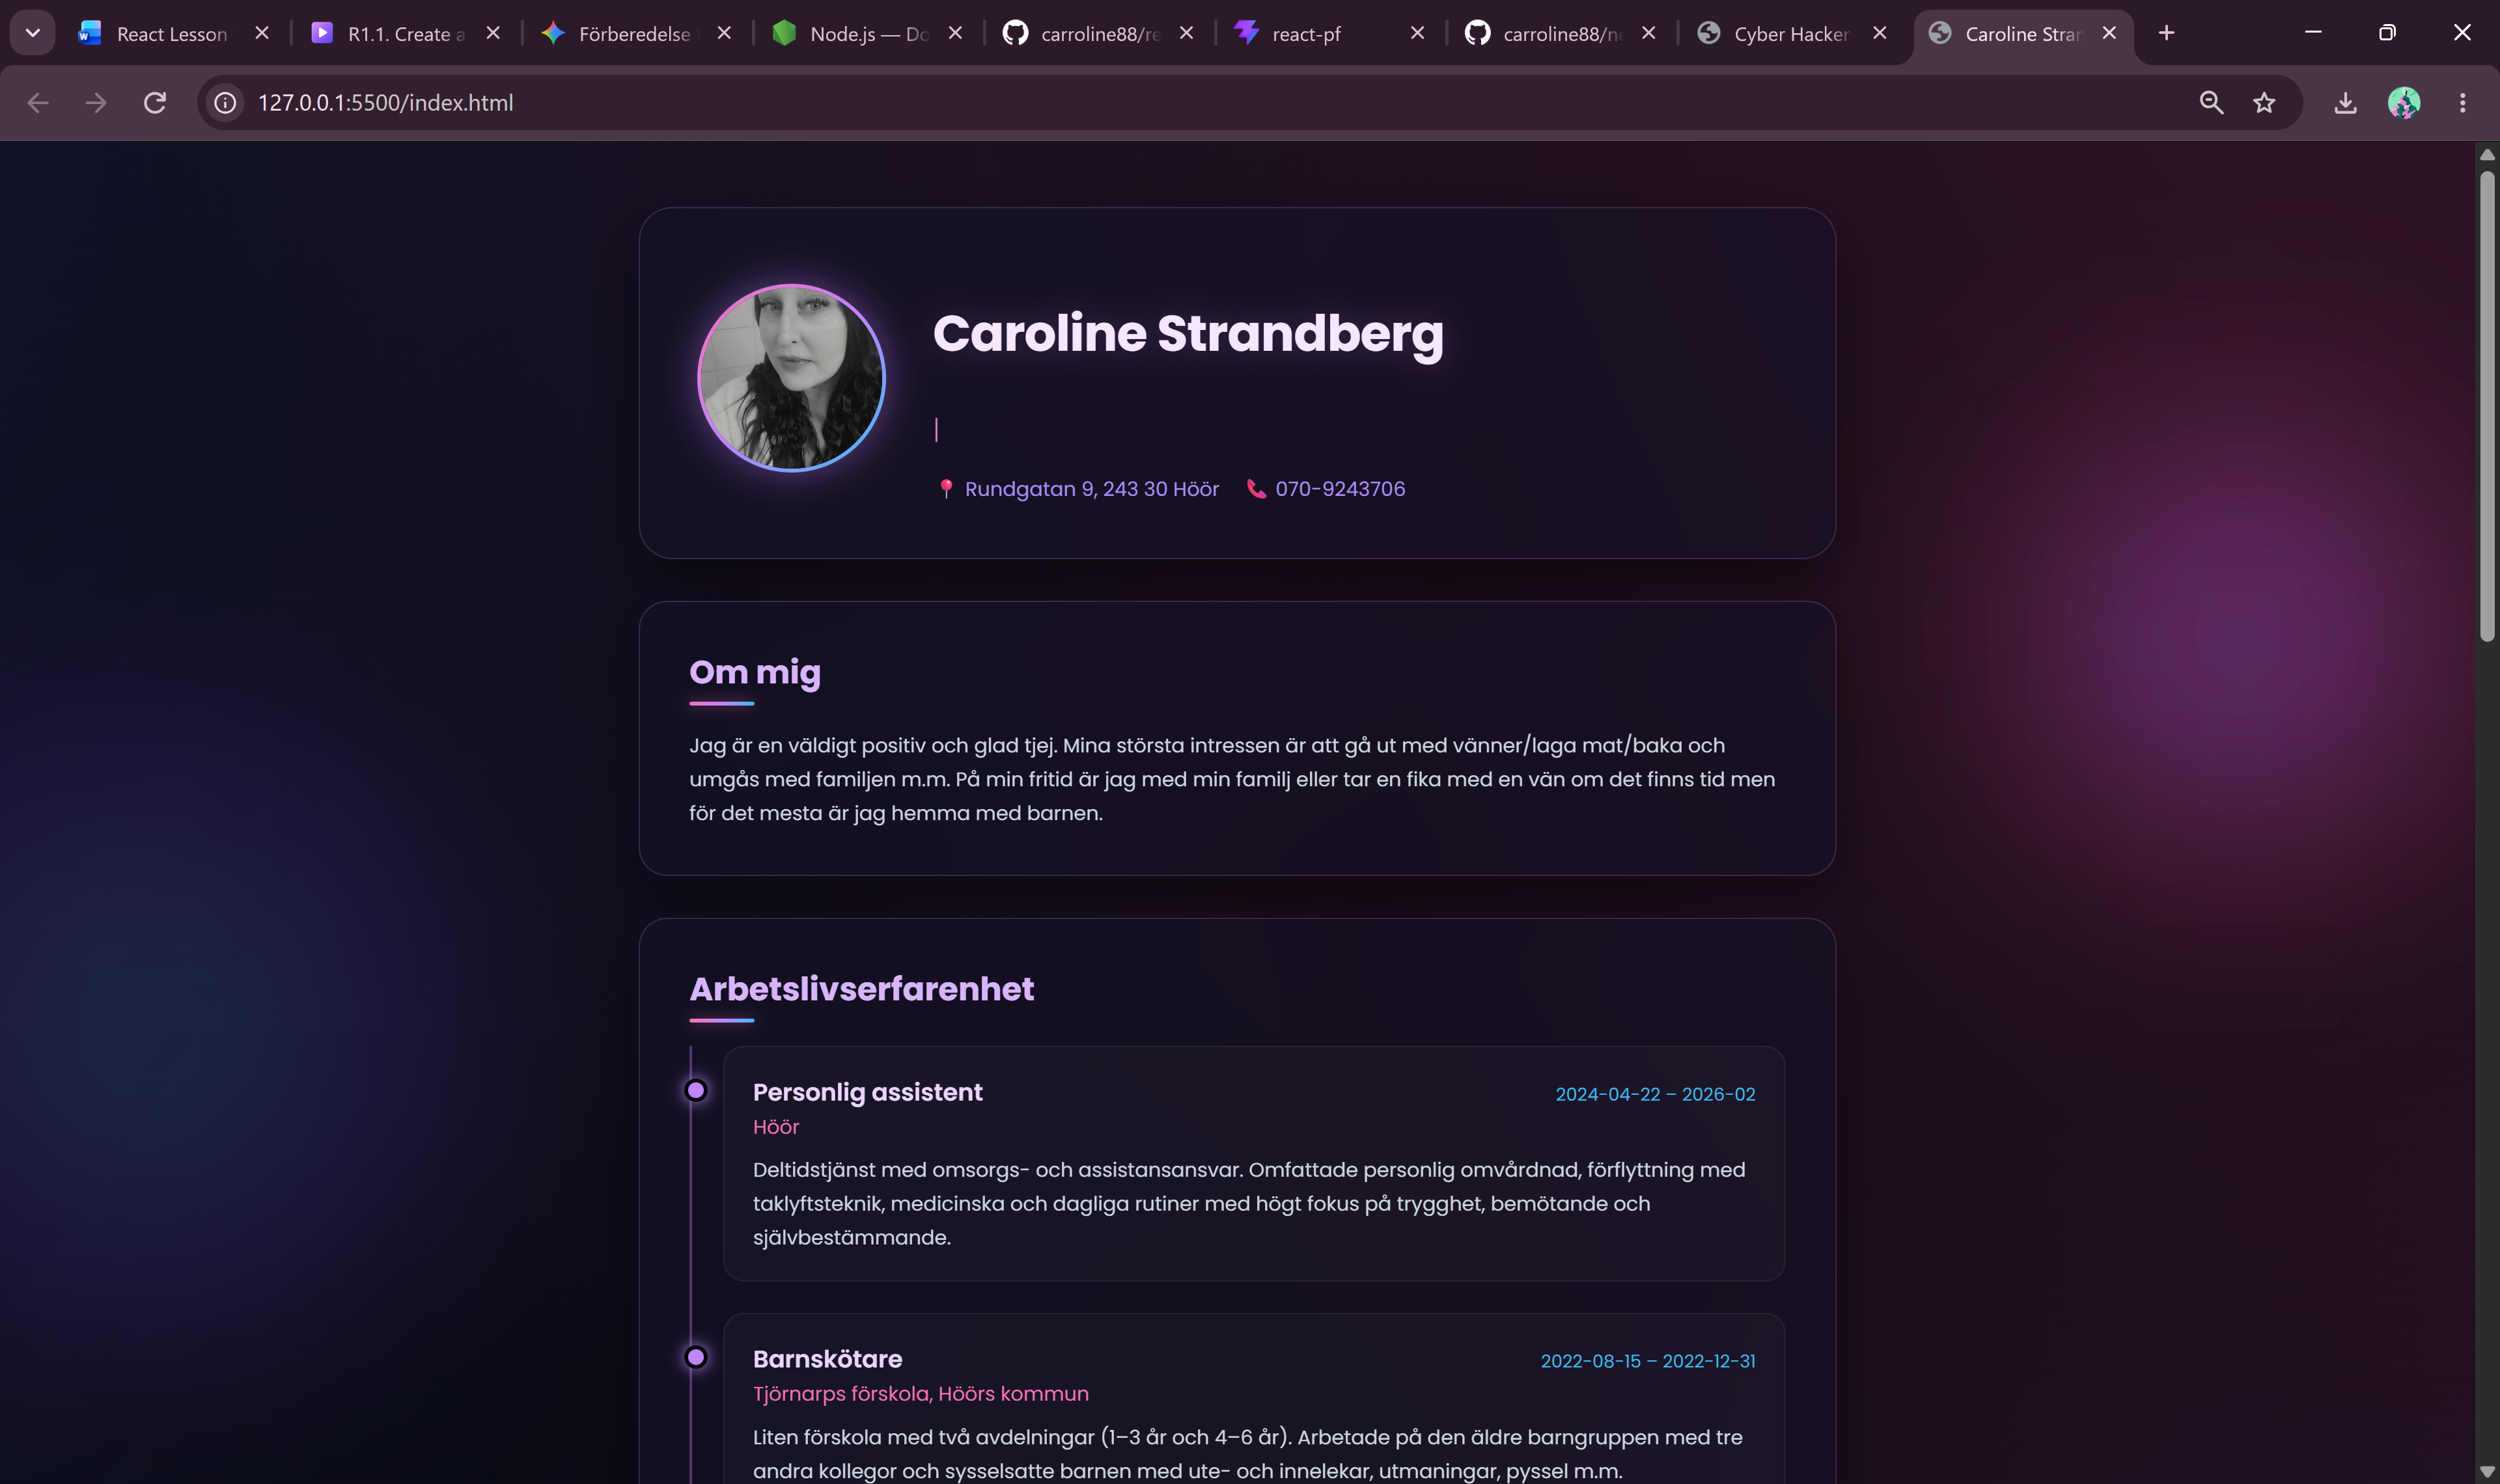 React Lesson
R1.1. Create a
Förberedelse
Node.js — Do
carroline88/re
react-pf
carroline88/ne
Cyber Hacker
Caroline Stran
127.0.0.1:5500/index.html
Caroline Strandberg
Rundgatan 9, 243 30 Höör
070-9243706
Om mig
Jag är en väldigt positiv och glad tjej. Mina största intressen är att gå ut med vänner/laga mat/baka och
umgås med familjen m.m. På min fritid är jag med min familj eller tar en fika med en vän om det finns tid men
för det mesta är jag hemma med barnen.
Arbetslivserfarenhet
Personlig assistent
2024-04-22 – 2026-02
Höör
Deltidstjänst med omsorgs- och assistansansvar. Omfattade personlig omvårdnad, förflyttning med
taklyftsteknik, medicinska och dagliga rutiner med högt fokus på trygghet, bemötande och
självbestämmande.
Barnskötare
2022-08-15 – 2022-12-31
Tjörnarps förskola, Höörs kommun
Liten förskola med två avdelningar (1–3 år och 4–6 år). Arbetade på den äldre barngruppen med tre
andra kollegor och sysselsatte barnen med ute- och innelekar, utmaningar, pyssel m.m.